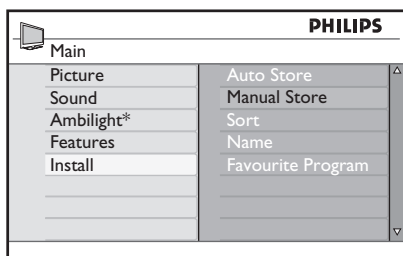 PHILIPS
Main
Picture
Sound
Ambilight*
Features
Install
Auto Store
Manual Store
Sort
Name
Favourite Program